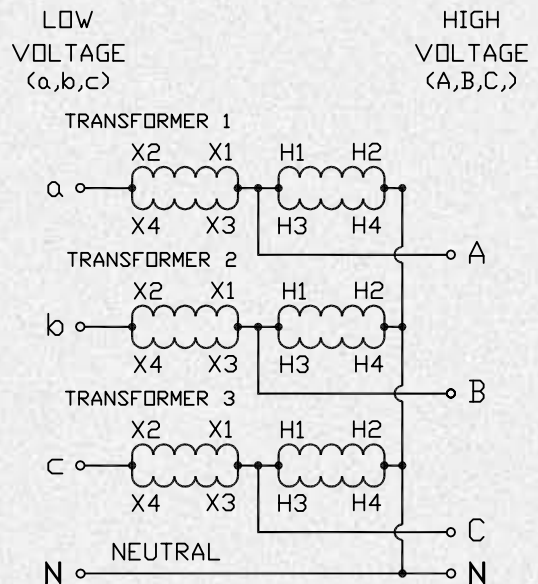 LOW
VOLTAGE
(a,b,c)
HIGH
VOLTAGE
(A,B,C,)
TRANSFORMER 1
X2 X1 H1 H2
a
X4 X3 H3 H4
A
TRANSFORMER 2
X2 X1 H1 H2
b
X4 X3 H3 H4
B
TRANSFORMER 3
X2 X1 H1 H2
c
X4 X3 H3 H4
C
NEUTRAL
N N